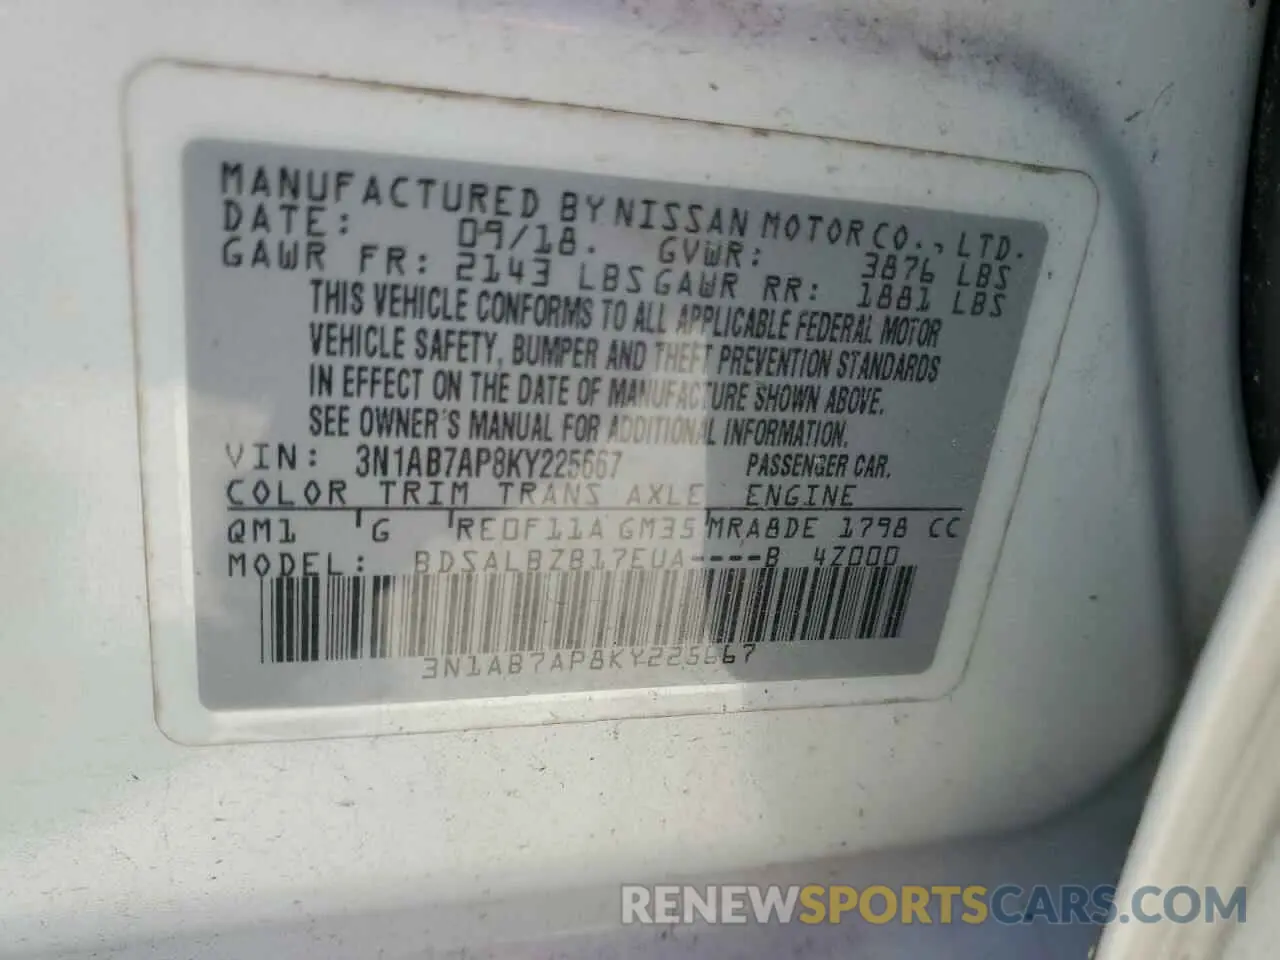 MANUFACTURED BY NISSAN MOTOR CO., LTD.
DATE: 09/18. GVWR: 3876 LBS
GAWR FR: 2143 LBS GAWR RR: 1881 LBS
THIS VEHICLE CONFORMS TO ALL APPLICABLE FEDERAL MOTOR
VEHICLE SAFETY, BUMPER AND THEFT PREVENTION STANDARDS
IN EFFECT ON THE DATE OF MANUFACTURE SHOWN ABOVE.
SEE OWNER'S MANUAL FOR ADDITIONAL INFORMATION.
VIN: 3N1AB7AP8KY225667 PASSENGER CAR.
COLOR TRIM TRANS AXLE ENGINE
QM1 G RE0F11A GM35 MRA8DE 1798 CC
MODEL: BDSALBZB17EUA----B 4Z000
3N1AB7AP8KY225667
RENEWSPORTSCARS.COM